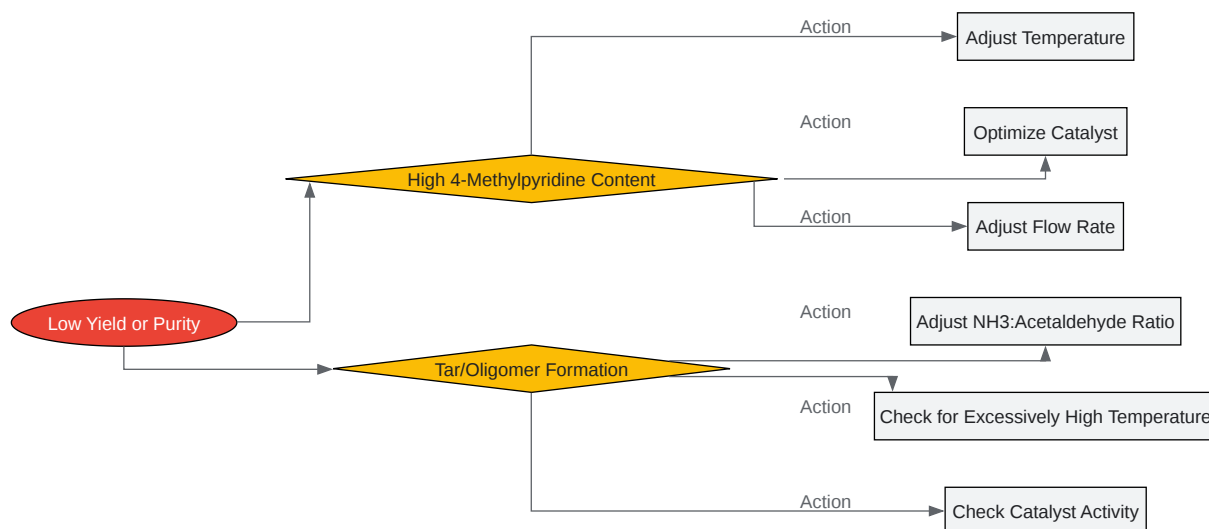 Action
Adjust Temperature
Action
Optimize Catalyst
High 4-Methylpyridine Content
Action
Adjust Flow Rate
Low Yield or Purity
Action
Adjust NH3:Acetaldehyde Ratio
Tar/Oligomer Formation
Action
Check for Excessively High Temperature
Action
Check Catalyst Activity